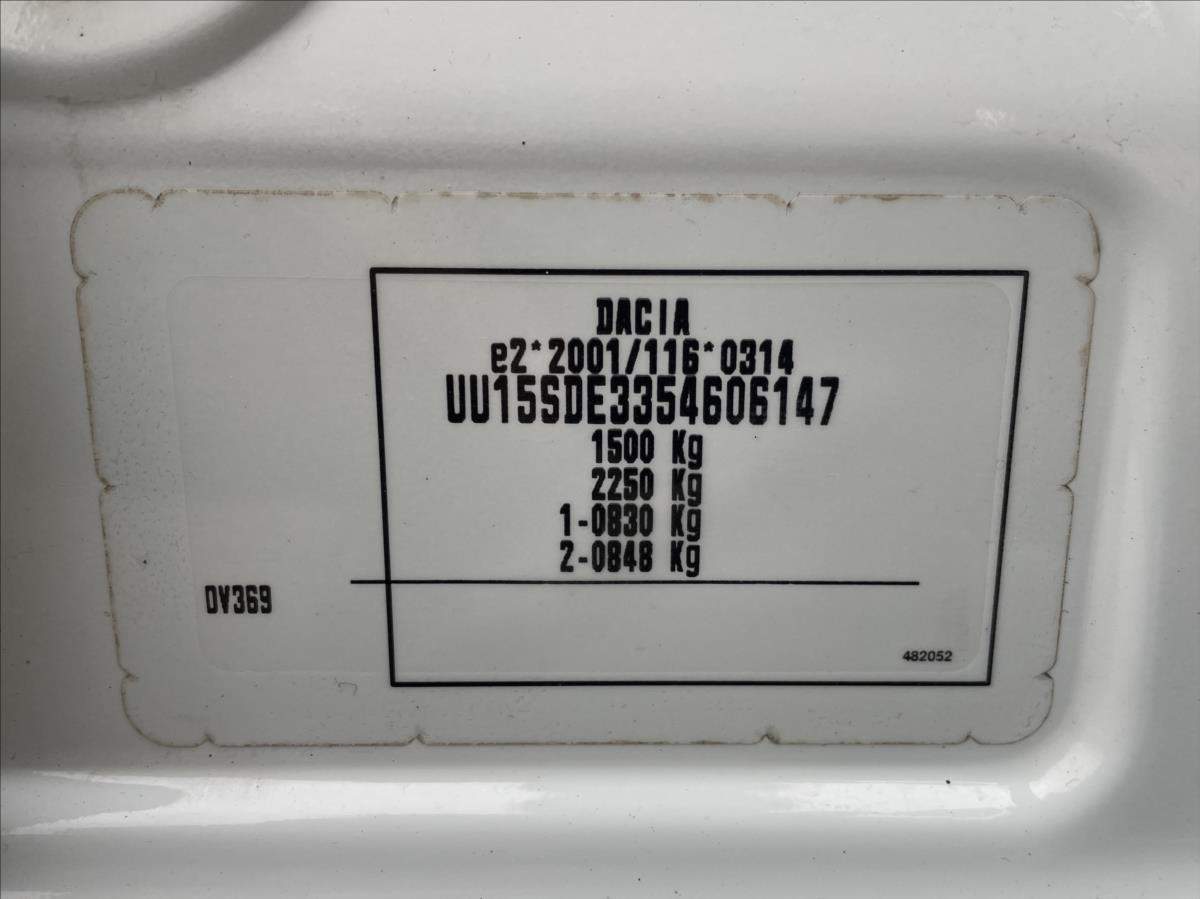 DACIA
e2*2001/116*0314
UU15SDE3354606147
1500 Kg
2250 Kg
1-0830 Kg
2-0848 Kg
DV369
482052